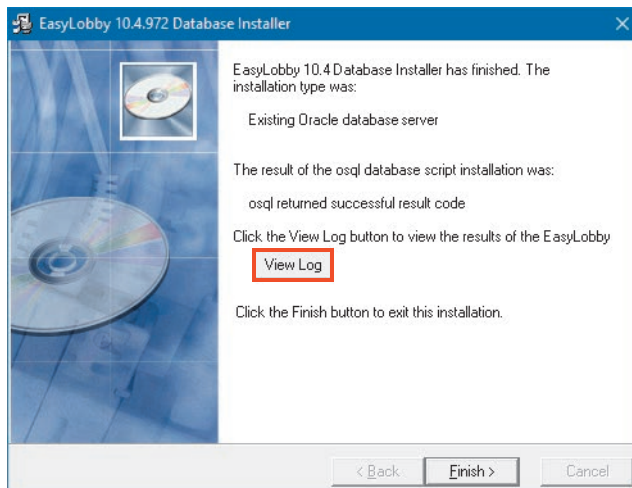 EasyLobby 10.4.972 Database Installer
EasyLobby 10.4 Database Installer has finished. The
installation type was:
Existing Oracle database server
The result of the osql database script installation was:
osql returned successful result code
Click the View Log button to view the results of the EasyLobby
View Log
Click the Finish button to exit this installation.
< Back
Finish >
Cancel